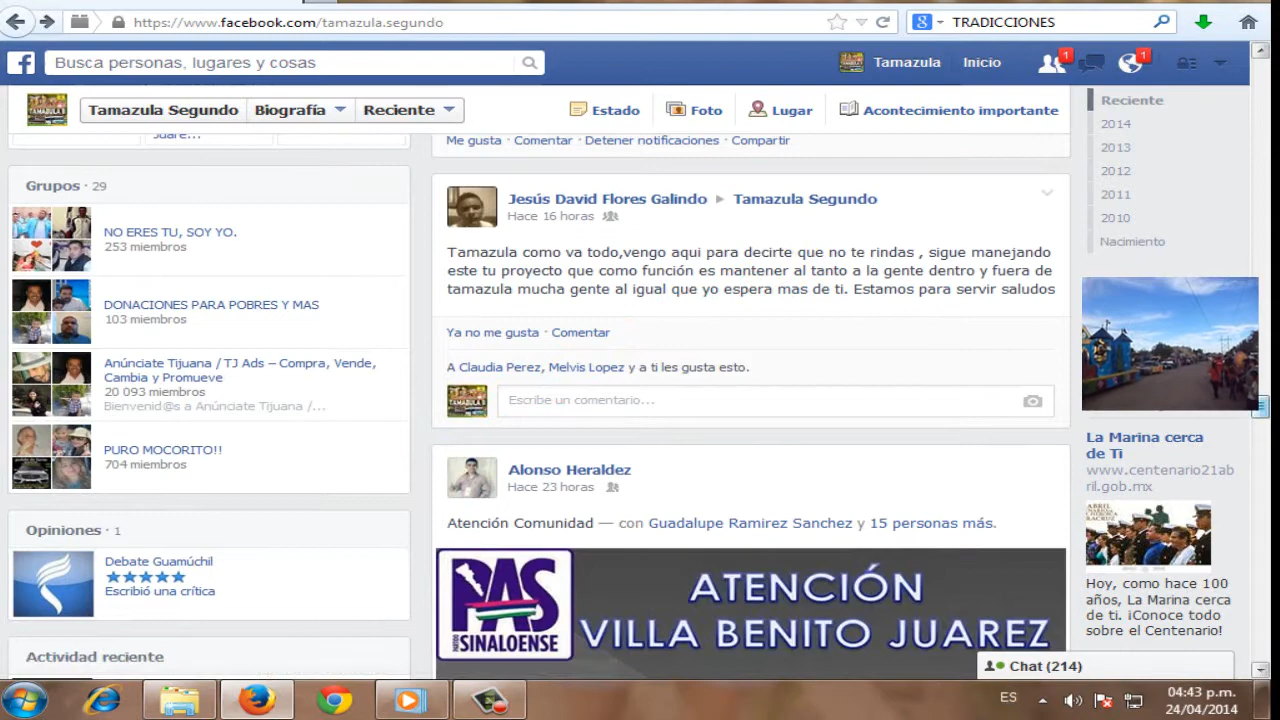 https://www.facebook.com/tamazula.segundo
TRADICCIONES
Busca personas, lugares y cosas
Tamazula
Inicio
1
1
Tamazula Segundo
Biografía
Reciente
Estado
Foto
Lugar
Acontecimiento importante
Me gusta · Comentar · Detener notificaciones · Compartir
Grupos · 29
NO ERES TU, SOY YO.
253 miembros
DONACIONES PARA POBRES Y MAS
103 miembros
Anúnciate Tijuana / TJ Ads – Compra, Vende,
Cambia y Promueve
20 093 miembros
Bienvenid@s a Anúnciate Tijuana /...
PURO MOCORITO!!
704 miembros
Opiniones · 1
Debate Guamúchil
Escribió una crítica
Actividad reciente
Jesús David Flores Galindo ▶ Tamazula Segundo
Hace 16 horas
Tamazula como va todo,vengo aqui para decirte que no te rindas , sigue manejando
este tu proyecto que como función es mantener al tanto a la gente dentro y fuera de
tamazula mucha gente al igual que yo espera mas de ti. Estamos para servir saludos
Ya no me gusta · Comentar
A Claudia Perez, Melvis Lopez y a ti les gusta esto.
Escribe un comentario...
Alonso Heraldez
Hace 23 horas
Atención Comunidad — con Guadalupe Ramirez Sanchez y 15 personas más.
PAS
SINALOENSE
ATENCIÓN
VILLA BENITO JUAREZ
Reciente
2014
2013
2012
2011
2010
Nacimiento
La Marina cerca
de Ti
www.centenario21ab
ril.gob.mx
Hoy, como hace 100
años, La Marina cerca
de ti. ¡Conoce todo
sobre el Centenario!
Chat (214)
ES
04:43 p.m.
24/04/2014